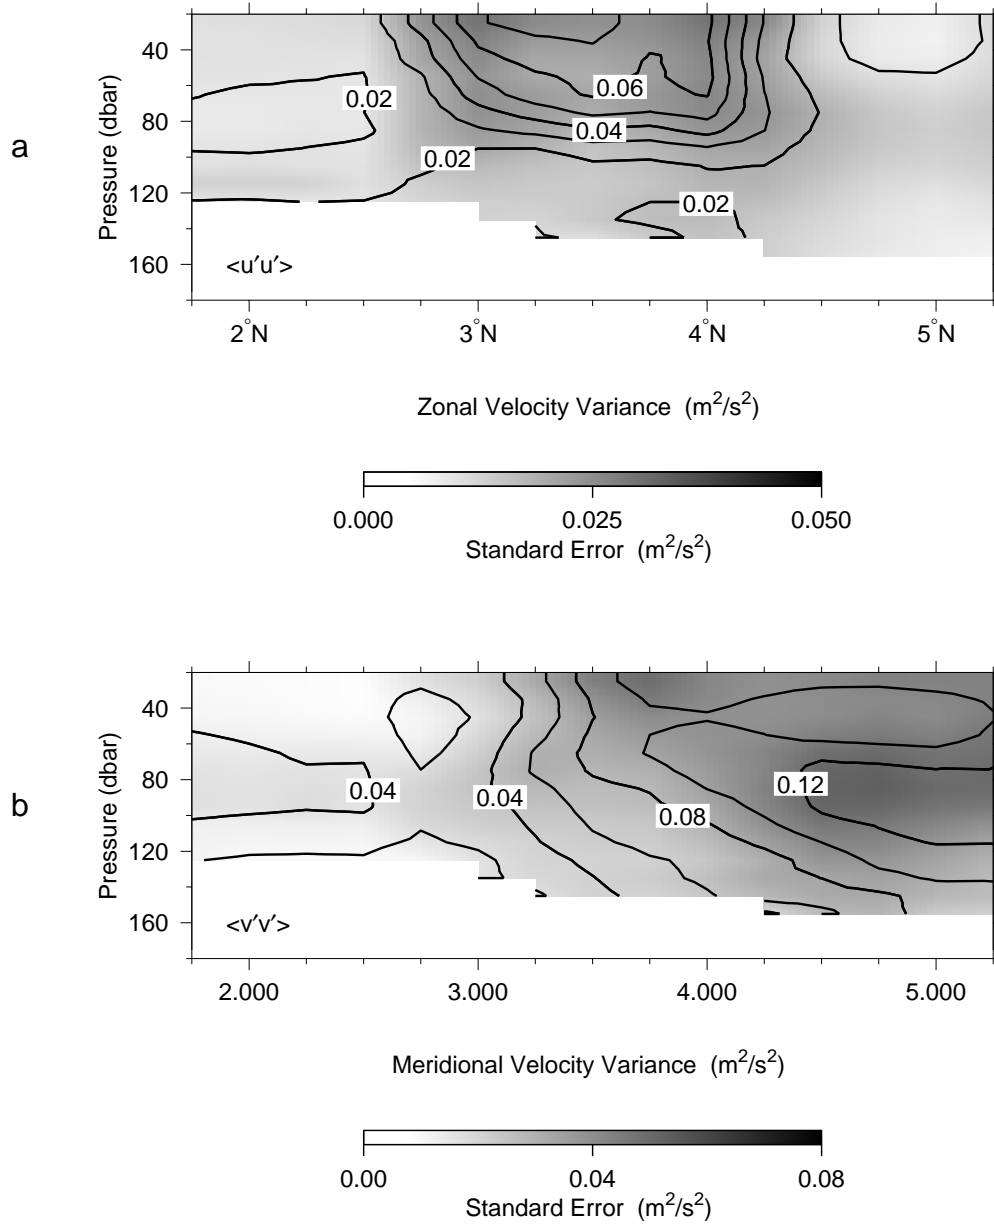 a
Pressure (dbar)
40
80
120
160
0.02
0.02
0.06
0.04
0.02
<u′u′>
2°N
3°N
4°N
5°N
Zonal Velocity Variance (m²/s²)
0.000
0.025
0.050
Standard Error (m²/s²)
b
Pressure (dbar)
40
80
120
160
0.04
0.04
0.08
0.12
<v′v′>
2.000
3.000
4.000
5.000
Meridional Velocity Variance (m²/s²)
0.00
0.04
0.08
Standard Error (m²/s²)